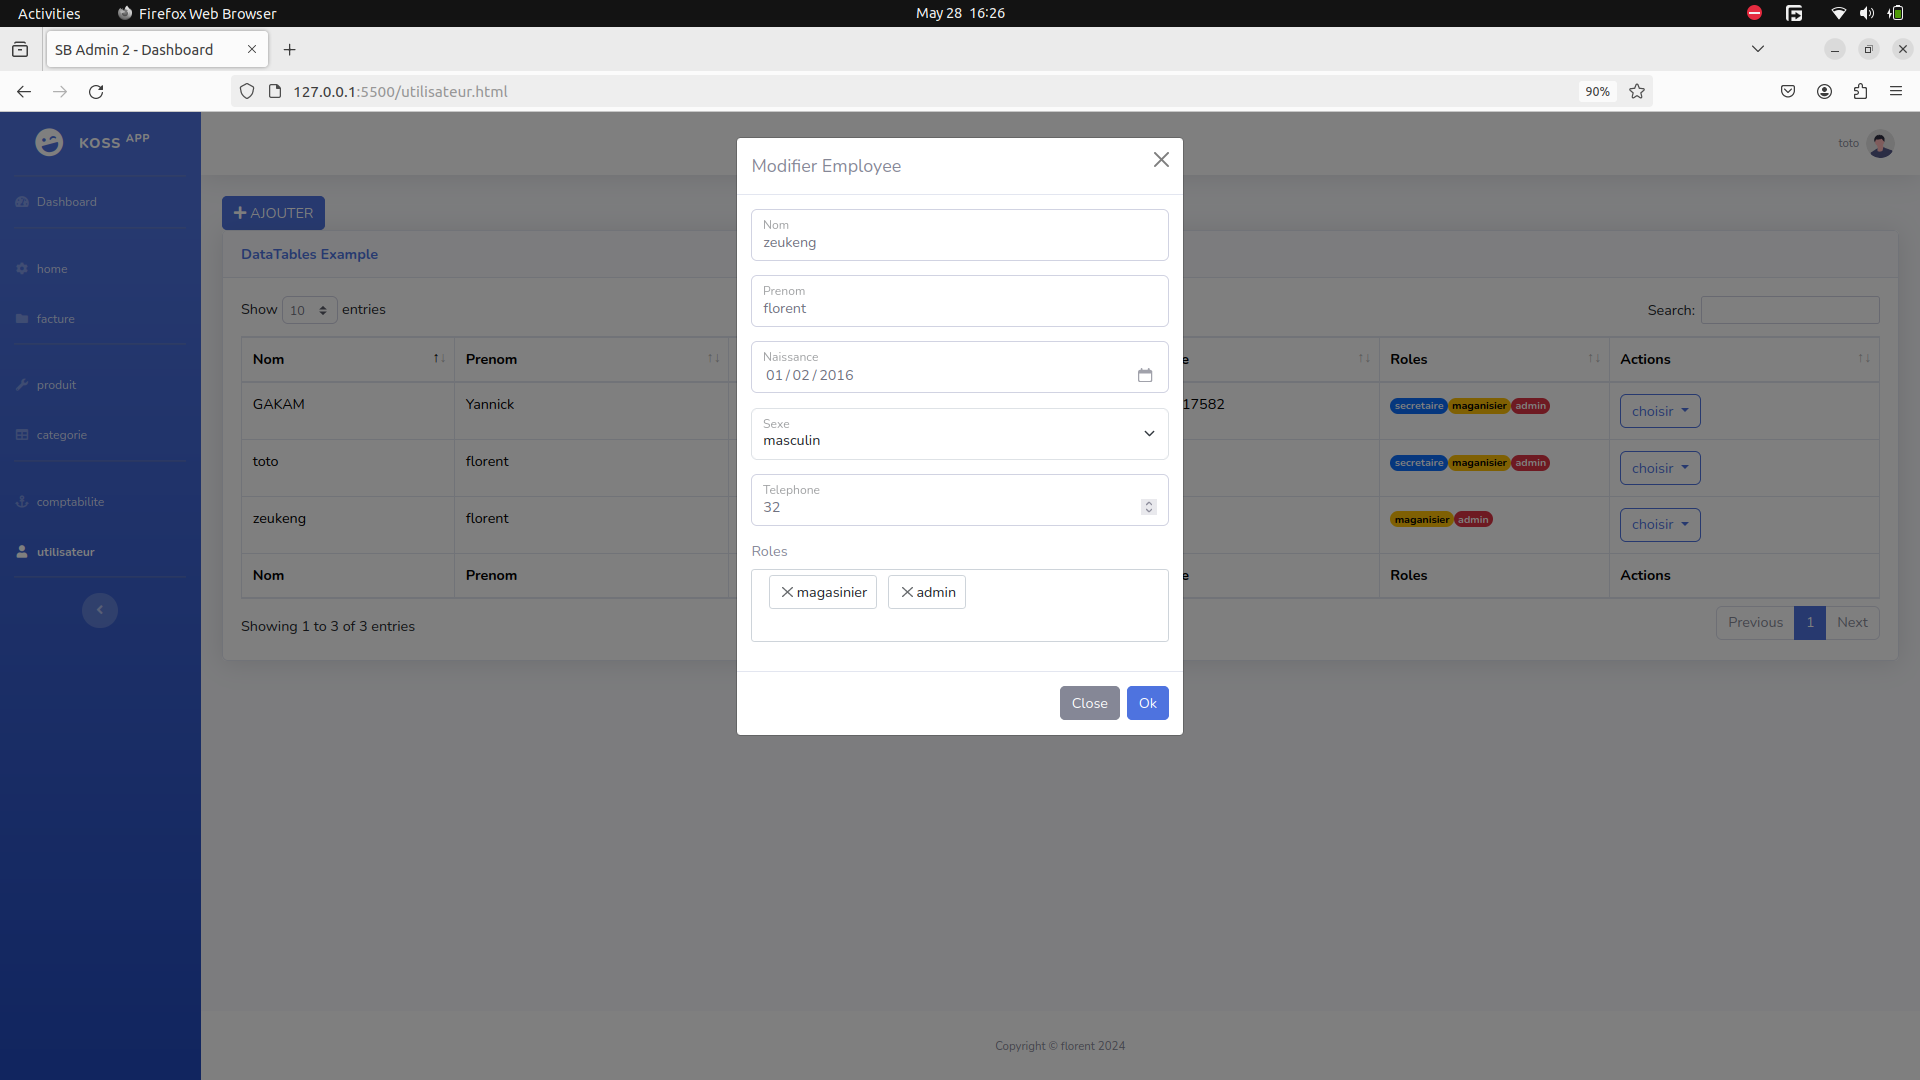 Activities Firefox Web Browser May 28 16:26
SB Admin 2 - Dashboard
127.0.0.1:5500/utilisateur.html 90%
KOSS APP
Dashboard
home
facture
produit
categorie
comptabilite
utilisateur
toto
AJOUTER
DataTables Example
Show 10 entries
Search:
Nom Prenom e Roles Actions
GAKAM Yannick 17582 secretaire maganisier admin choisir
toto florent secretaire maganisier admin choisir
zeukeng florent maganisier admin choisir
Nom Prenom e Roles Actions
Showing 1 to 3 of 3 entries
Previous 1 Next
Modifier Employee
Nom
zeukeng
Prenom
florent
Naissance
01/02/2016
Sexe
masculin
Telephone
32
Roles
magasinier admin
Close Ok
Copyright © florent 2024